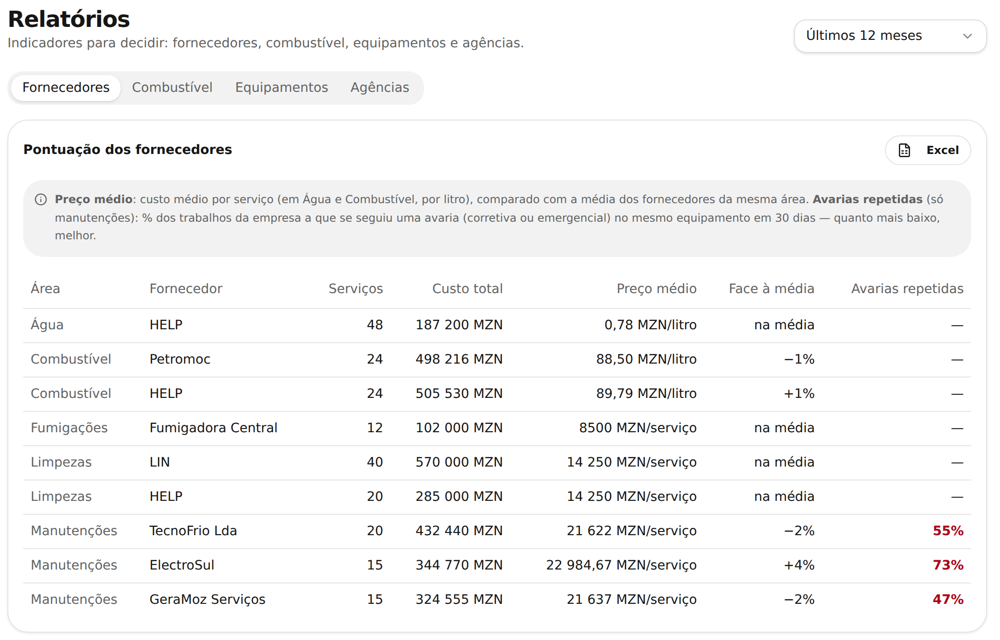 Relatórios
Indicadores para decidir: fornecedores, combustível, equipamentos e agências.
Últimos 12 meses
Fornecedores Combustível Equipamentos Agências
Pontuação dos fornecedores
Excel
Preço médio: custo médio por serviço (em Água e Combustível, por litro), comparado com a média dos fornecedores da mesma área. Avarias repetidas (só
manutenções): % dos trabalhos da empresa a que se seguiu uma avaria (corretiva ou emergencial) no mesmo equipamento em 30 dias — quanto mais baixo,
melhor.
Área Fornecedor Serviços Custo total Preço médio Face à média Avarias repetidas
Água HELP 48 187 200 MZN 0,78 MZN/litro na média —
Combustível Petromoc 24 498 216 MZN 88,50 MZN/litro −1% —
Combustível HELP 24 505 530 MZN 89,79 MZN/litro +1% —
Fumigações Fumigadora Central 12 102 000 MZN 8500 MZN/serviço na média —
Limpezas LIN 40 570 000 MZN 14 250 MZN/serviço na média —
Limpezas HELP 20 285 000 MZN 14 250 MZN/serviço na média —
Manutenções TecnoFrio Lda 20 432 440 MZN 21 622 MZN/serviço −2% 55%
Manutenções ElectroSul 15 344 770 MZN 22 984,67 MZN/serviço +4% 73%
Manutenções GeraMoz Serviços 15 324 555 MZN 21 637 MZN/serviço −2% 47%